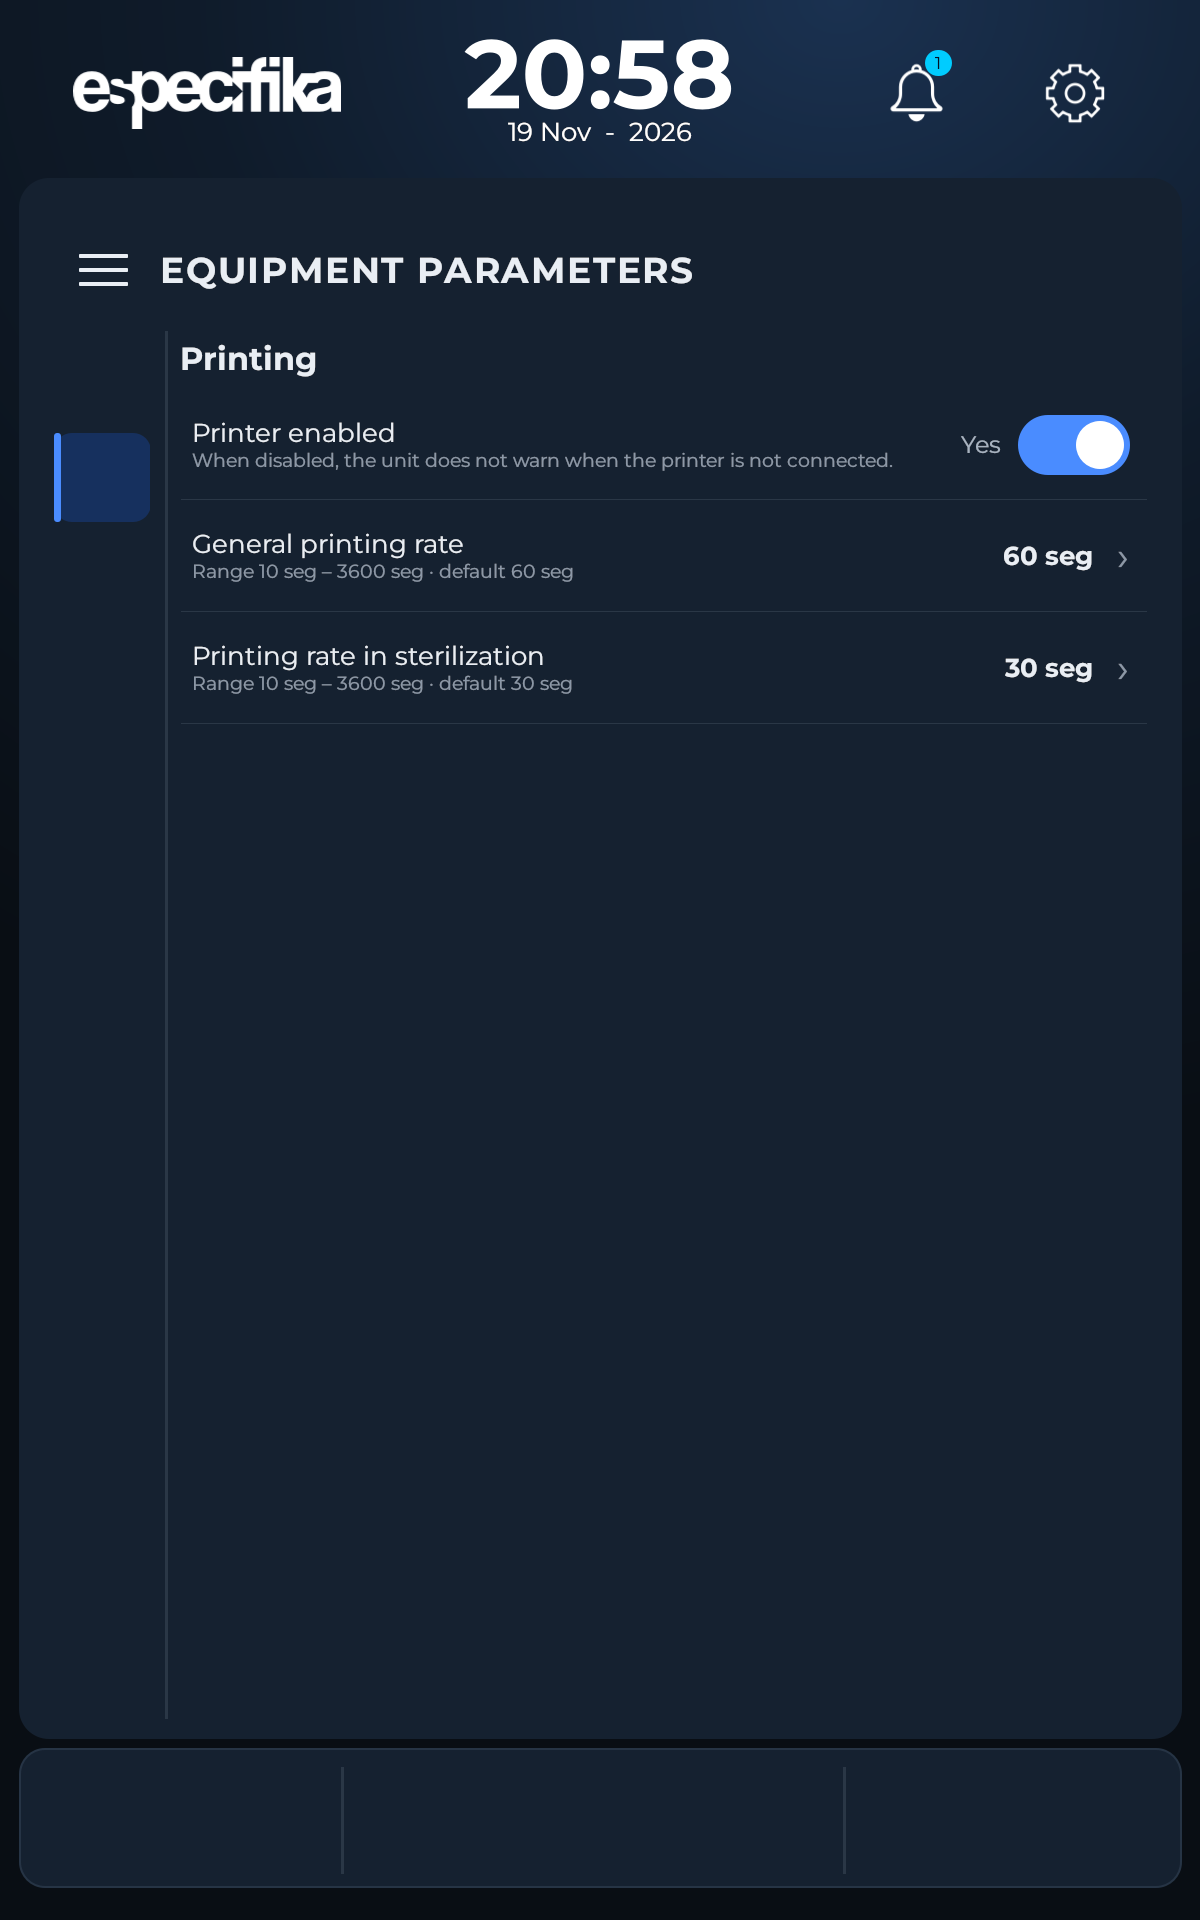 especifika
20:58
19 Nov - 2026
1
EQUIPMENT PARAMETERS
Printing
Printer enabled
When disabled, the unit does not warn when the printer is not connected.
Yes
General printing rate
Range 10 seg – 3600 seg · default 60 seg
60 seg ›
Printing rate in sterilization
Range 10 seg – 3600 seg · default 30 seg
30 seg ›